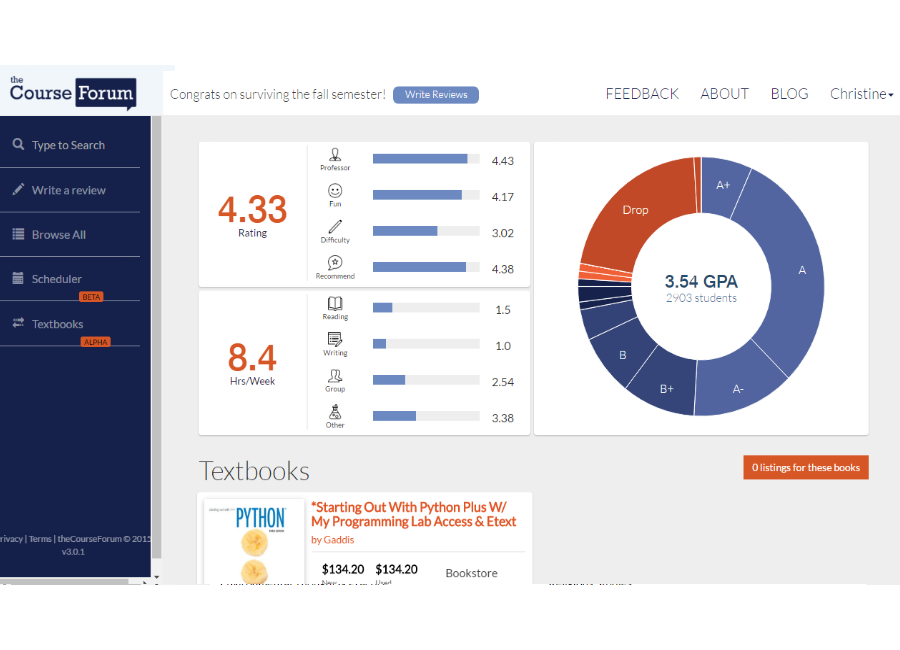 the
Course Forum
Congrats on surviving the fall semester! Write Reviews
FEEDBACK ABOUT BLOG Christine
Type to Search
Write a review
Browse All
Scheduler
BETA
Textbooks
ALPHA
rivacy | Terms | theCourseForum © 2015
v3.0.1
4.33
Rating
Professor 4.43
Fun 4.17
Difficulty 3.02
Recommend 4.38
8.4
Hrs/Week
Reading 1.5
Writing 1.0
Group 2.54
Other 3.38
A+
Drop
A
3.54 GPA
2903 students
B
B+
A-
Textbooks
0 listings for these books
PYTHON
*Starting Out With Python Plus W/
My Programming Lab Access & Etext
by Gaddis
$134.20 $134.20 Bookstore
New Used